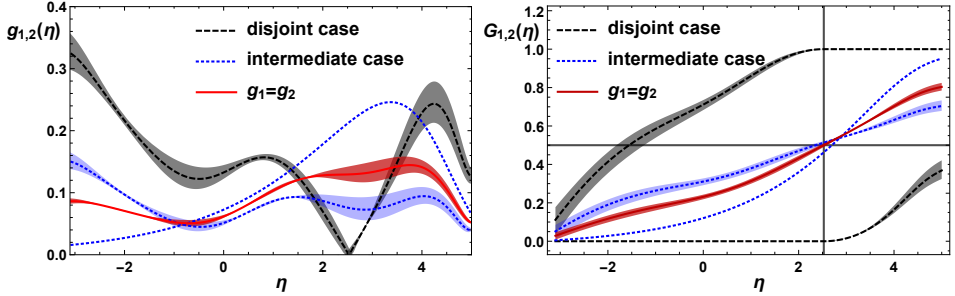 g1,2(η)
0.4
0.3
0.2
0.1
0.0
disjoint case
intermediate case
g1=g2
−2
0
2
4
η
G1,2(η)
1.2
1.0
0.8
0.6
0.4
0.2
0.0
disjoint case
intermediate case
g1=g2
−2
0
2
4
η